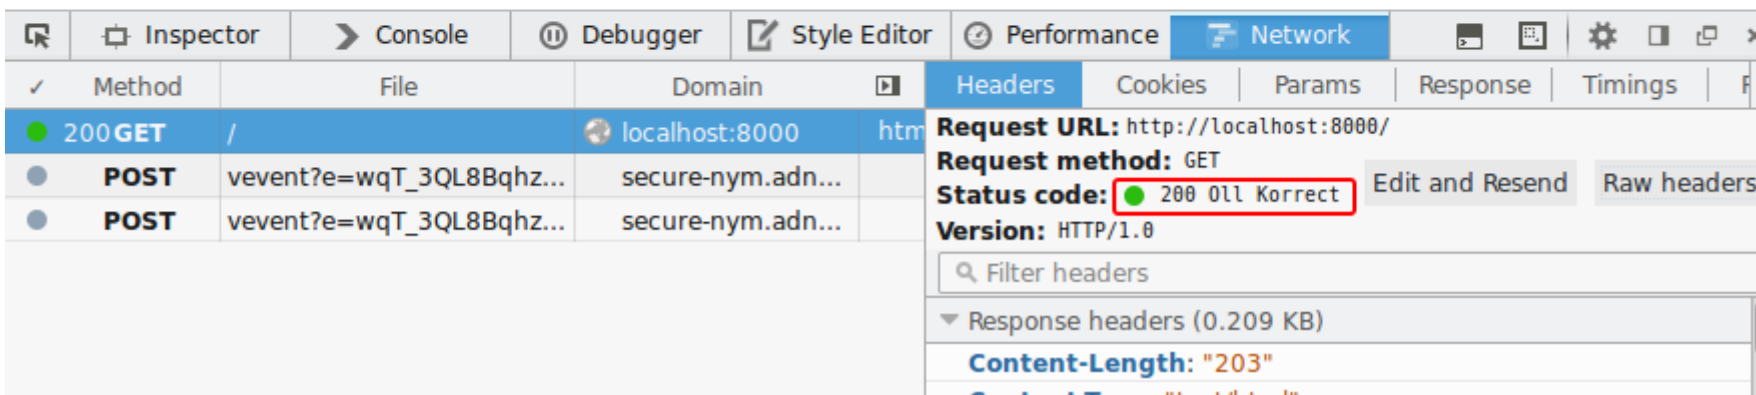 Inspector Console Debugger Style Editor Performance Network
✓ Method File Domain
Headers Cookies Params Response Timings
200 GET / localhost:8000 htm
POST vevent?e=wqT_3QL8Bqhz... secure-nym.adn...
POST vevent?e=wqT_3QL8Bqhz... secure-nym.adn...
Request URL: http://localhost:8000/
Request method: GET
Status code: 200 Oll Korrect
Edit and Resend Raw headers
Version: HTTP/1.0
Filter headers
Response headers (0.209 KB)
Content-Length: "203"